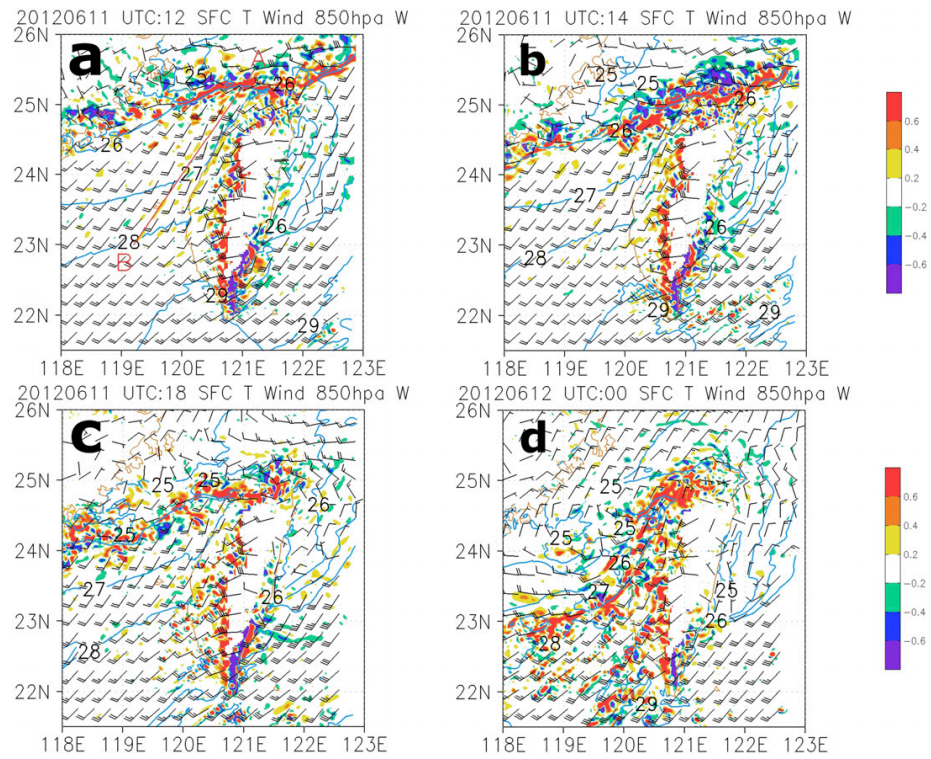 20120611 UTC:12 SFC T Wind 850hpa W
20120611 UTC:14 SFC T Wind 850hpa W
a
b
26N
25N
24N
23N
22N
118E 119E 120E 121E 122E 123E
25
26
26
27
28
B
26
29
29
26N
25N
24N
23N
22N
118E 119E 120E 121E 122E 123E
25
25
26
26
27
28
26
29
29
0.6
0.4
0.2
−0.2
−0.4
−0.6
20120611 UTC:18 SFC T Wind 850hpa W
20120612 UTC:00 SFC T Wind 850hpa W
c
d
26N
25N
24N
23N
22N
118E 119E 120E 121E 122E 123E
25
25
26
25
27
26
28
26N
25N
24N
23N
22N
118E 119E 120E 121E 122E 123E
25
25
25
26
27
25
26
28
29
0.6
0.4
0.2
−0.2
−0.4
−0.6